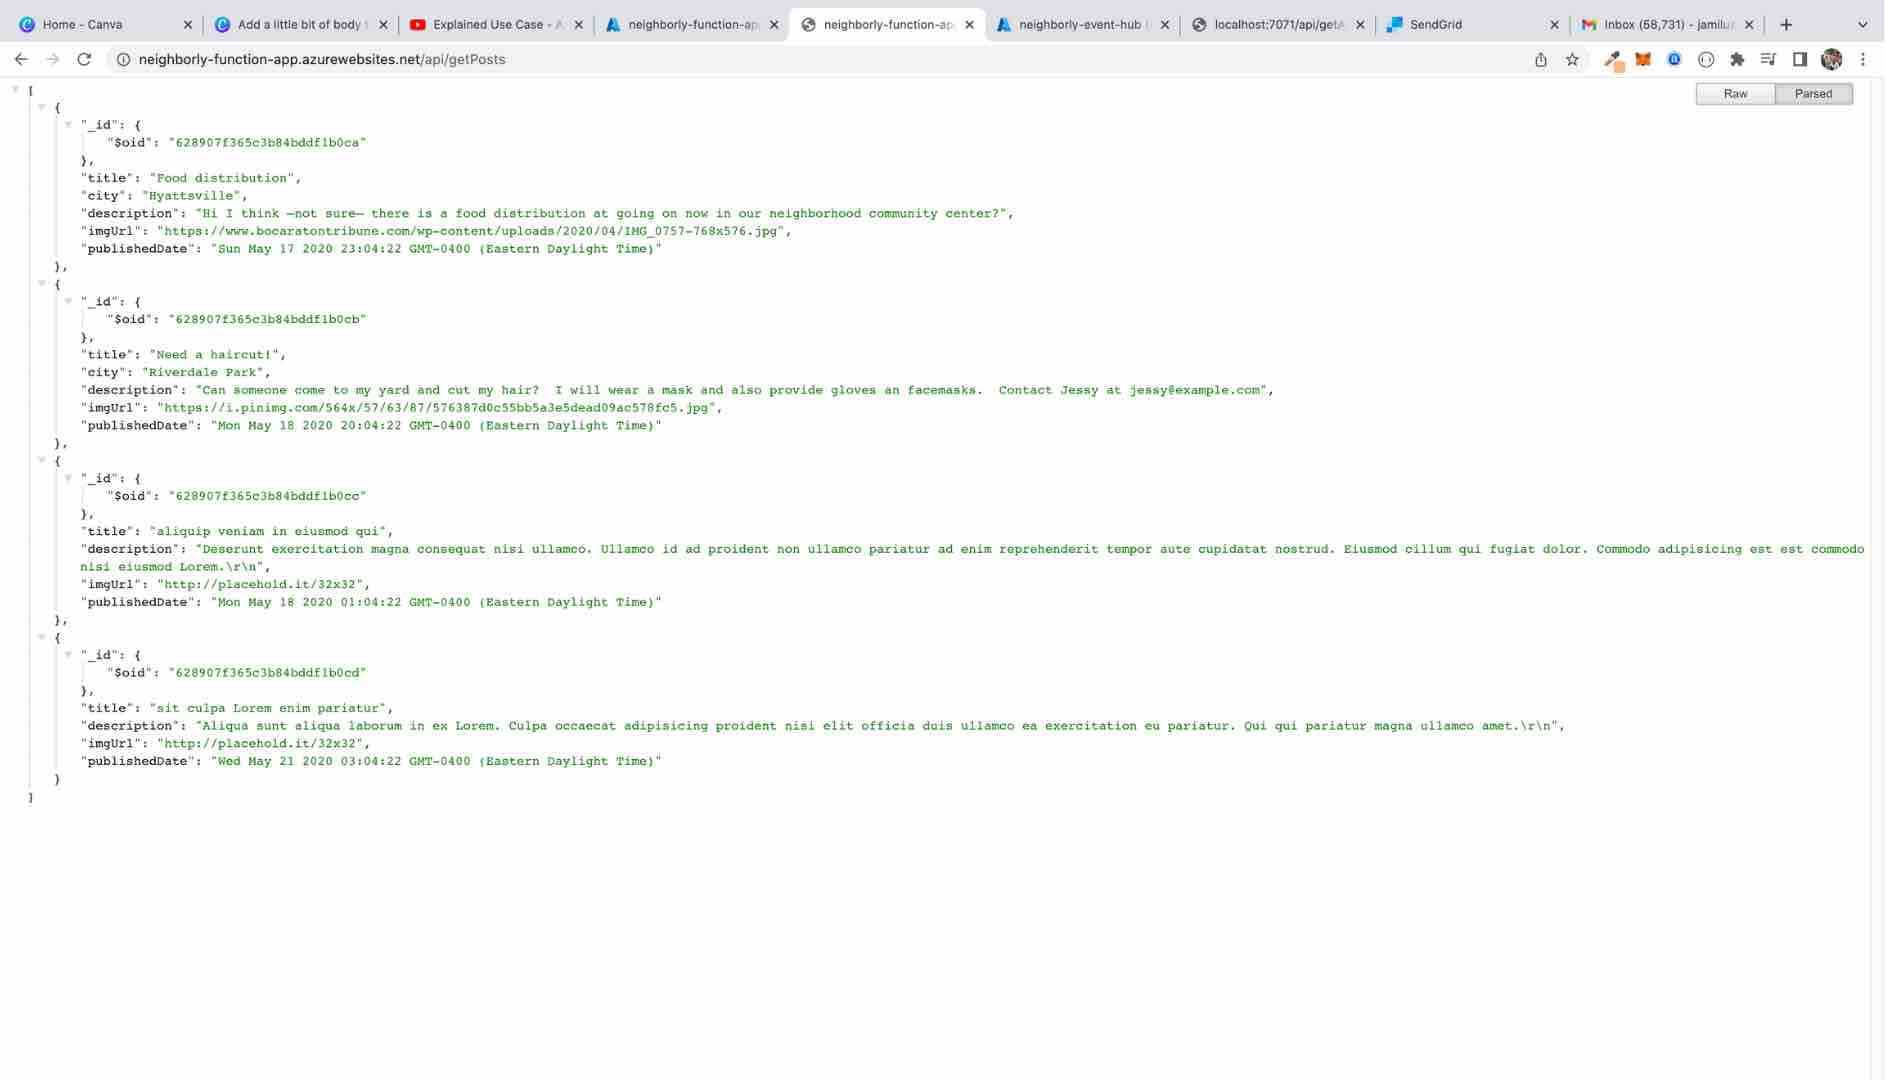 Home - Canva
Add a little bit of body t
Explained Use Case - A
neighborly-function-ap
neighborly-function-ap
neighborly-event-hub (
localhost:7071/api/getA
SendGrid
Inbox (58,731) - jamilu
neighborly-function-app.azurewebsites.net/api/getPosts
Raw Parsed
[
{
"_id": {
"$oid": "628907f365c3b84bddf1b0ca"
},
"title": "Food distribution",
"city": "Hyattsville",
"description": "Hi I think —not sure— there is a food distribution at going on now in our neighborhood community center?",
"imgUrl": "https://www.bocaratontribune.com/wp-content/uploads/2020/04/IMG_0757-768x576.jpg",
"publishedDate": "Sun May 17 2020 23:04:22 GMT-0400 (Eastern Daylight Time)"
},
{
"_id": {
"$oid": "628907f365c3b84bddf1b0cb"
},
"title": "Need a haircut!",
"city": "Riverdale Park",
"description": "Can someone come to my yard and cut my hair?  I will wear a mask and also provide gloves an facemasks.  Contact Jessy at jessy@example.com",
"imgUrl": "https://i.pinimg.com/564x/57/63/87/576387d0c55bb5a3e5dead09ac578fc5.jpg",
"publishedDate": "Mon May 18 2020 20:04:22 GMT-0400 (Eastern Daylight Time)"
},
{
"_id": {
"$oid": "628907f365c3b84bddf1b0cc"
},
"title": "aliquip veniam in eiusmod qui",
"description": "Deserunt exercitation magna consequat nisi ullamco. Ullamco id ad proident non ullamco pariatur ad enim reprehenderit tempor aute cupidatat nostrud. Eiusmod cillum qui fugiat dolor. Commodo adipisicing est est commodo
nisi eiusmod Lorem.\r\n",
"imgUrl": "http://placehold.it/32x32",
"publishedDate": "Mon May 18 2020 01:04:22 GMT-0400 (Eastern Daylight Time)"
},
{
"_id": {
"$oid": "628907f365c3b84bddf1b0cd"
},
"title": "sit culpa Lorem enim pariatur",
"description": "Aliqua sunt aliqua laborum in ex Lorem. Culpa occaecat adipisicing proident nisi elit officia duis ullamco ea exercitation eu pariatur. Qui qui pariatur magna ullamco amet.\r\n",
"imgUrl": "http://placehold.it/32x32",
"publishedDate": "Wed May 21 2020 03:04:22 GMT-0400 (Eastern Daylight Time)"
}
]